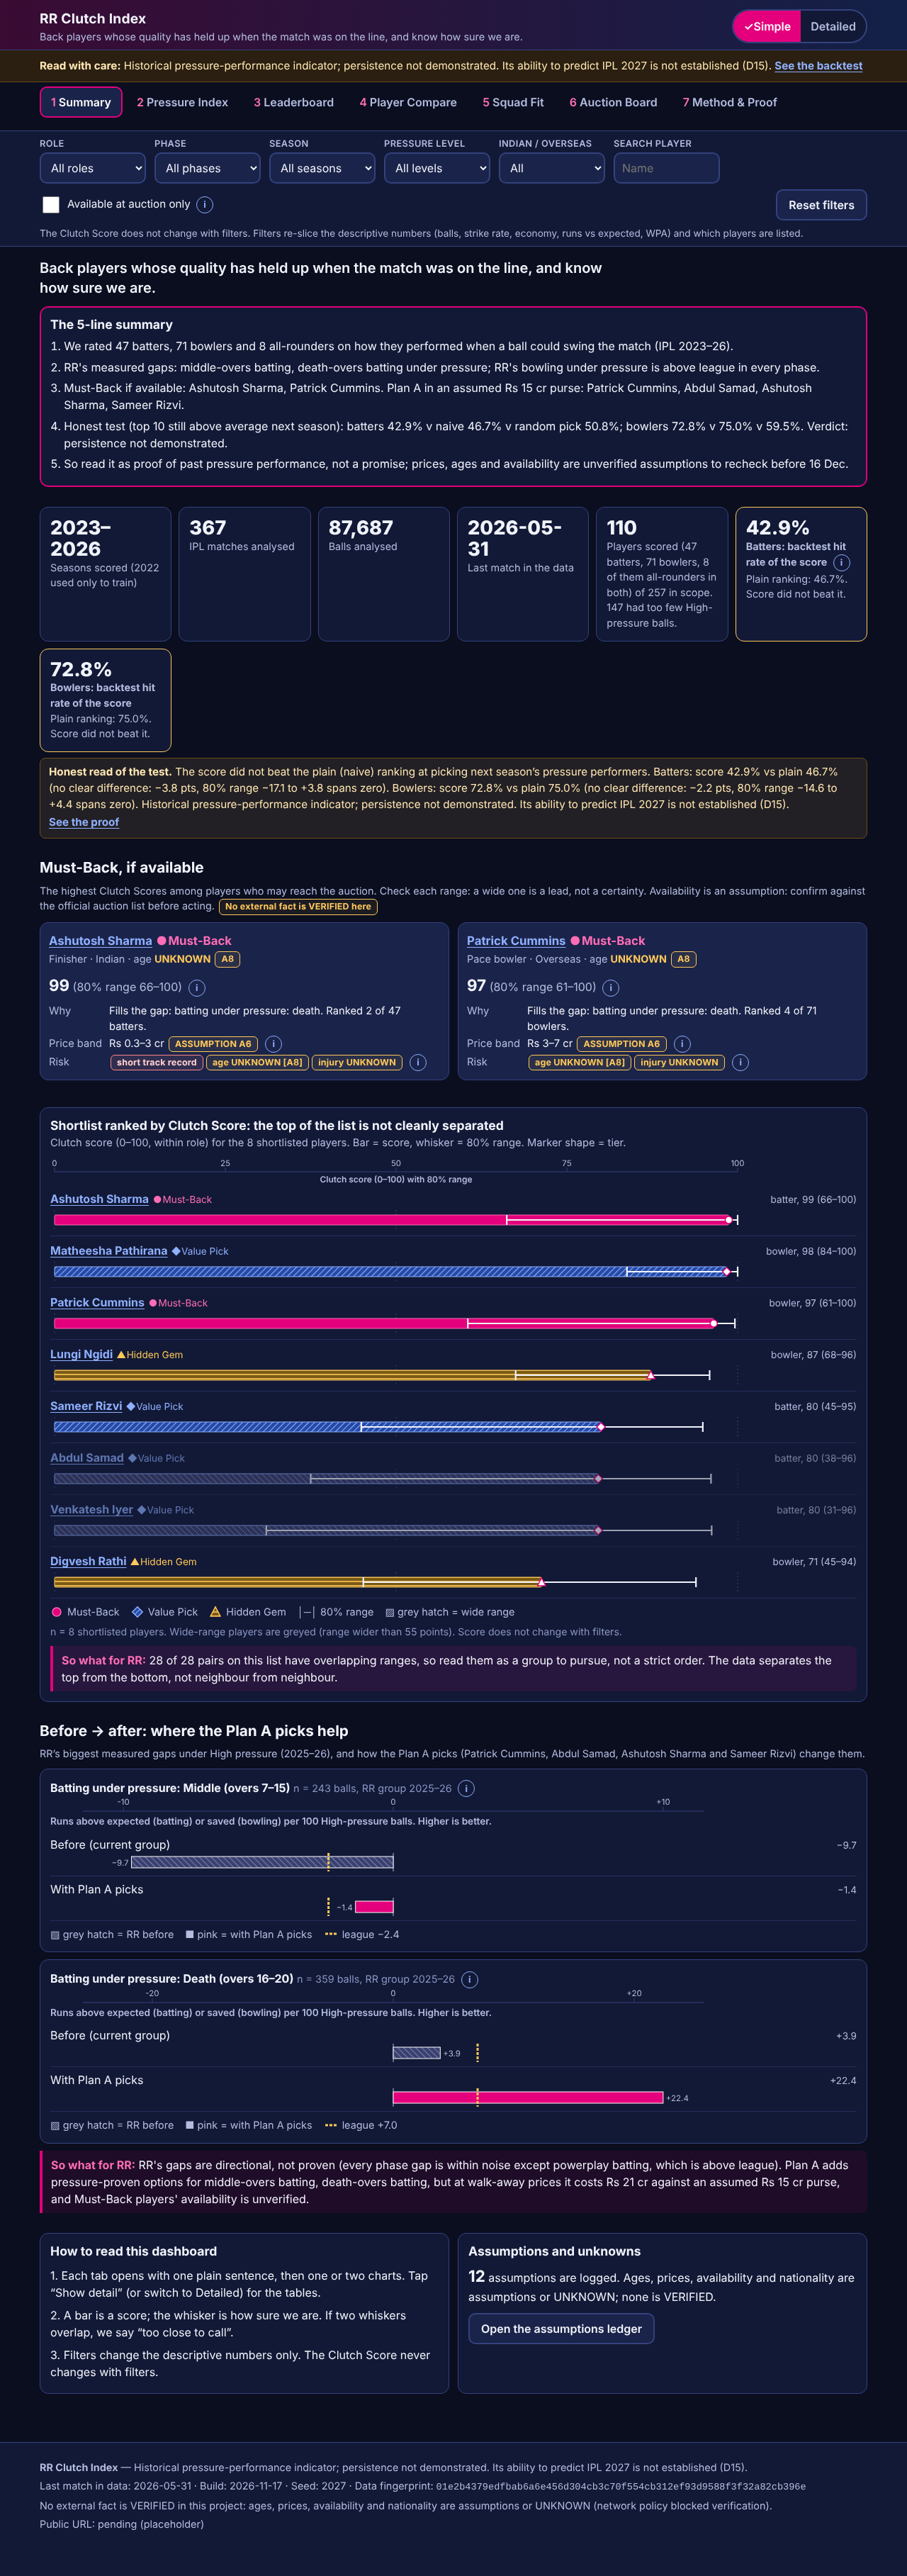 RR Clutch Index
Back players whose quality has held up when the match was on the line, and know how sure we are.
✓Simple
Detailed
Read with care: Historical pressure-performance indicator; persistence not demonstrated. Its ability to predict IPL 2027 is not established (D15). See the backtest
1 Summary
2 Pressure Index
3 Leaderboard
4 Player Compare
5 Squad Fit
6 Auction Board
7 Method & Proof
ROLE
PHASE
SEASON
PRESSURE LEVEL
INDIAN / OVERSEAS
SEARCH PLAYER
All roles
All phases
All seasons
All levels
All
Name
Available at auction only i
Reset filters
The Clutch Score does not change with filters. Filters re-slice the descriptive numbers (balls, strike rate, economy, runs vs expected, WPA) and which players are listed.
Back players whose quality has held up when the match was on the line, and know
how sure we are.
The 5-line summary
1. We rated 47 batters, 71 bowlers and 8 all-rounders on how they performed when a ball could swing the match (IPL 2023–26).
2. RR's measured gaps: middle-overs batting, death-overs batting under pressure; RR's bowling under pressure is above league in every phase.
3. Must-Back if available: Ashutosh Sharma, Patrick Cummins. Plan A in an assumed Rs 15 cr purse: Patrick Cummins, Abdul Samad, Ashutosh
Sharma, Sameer Rizvi.
4. Honest test (top 10 still above average next season): batters 42.9% v naive 46.7% v random pick 50.8%; bowlers 72.8% v 75.0% v 59.5%. Verdict:
persistence not demonstrated.
5. So read it as proof of past pressure performance, not a promise; prices, ages and availability are unverified assumptions to recheck before 16 Dec.
2023–
2026
Seasons scored (2022
used only to train)
367
IPL matches analysed
87,687
Balls analysed
2026-05-
31
Last match in the data
110
Players scored (47
batters, 71 bowlers, 8
of them all-rounders in
both) of 257 in scope.
147 had too few High-
pressure balls.
42.9%
Batters: backtest hit
rate of the score i
Plain ranking: 46.7%.
Score did not beat it.
72.8%
Bowlers: backtest hit
rate of the score
Plain ranking: 75.0%.
Score did not beat it.
Honest read of the test. The score did not beat the plain (naive) ranking at picking next season's pressure performers. Batters: score 42.9% vs plain 46.7%
(no clear difference: −3.8 pts, 80% range −17.1 to +3.8 spans zero). Bowlers: score 72.8% vs plain 75.0% (no clear difference: −2.2 pts, 80% range −14.6 to
+4.4 spans zero). Historical pressure-performance indicator; persistence not demonstrated. Its ability to predict IPL 2027 is not established (D15).
See the proof
Must-Back, if available
The highest Clutch Scores among players who may reach the auction. Check each range: a wide one is a lead, not a certainty. Availability is an assumption: confirm against
the official auction list before acting. No external fact is VERIFIED here
Ashutosh Sharma ●Must-Back
Finisher · Indian · age UNKNOWN A8
99 (80% range 66–100) i
Why Fills the gap: batting under pressure: death. Ranked 2 of 47
batters.
Price band Rs 0.3–3 cr ASSUMPTION A6 i
Risk short track record age UNKNOWN [A8] injury UNKNOWN i
Patrick Cummins ●Must-Back
Pace bowler · Overseas · age UNKNOWN A8
97 (80% range 61–100) i
Why Fills the gap: batting under pressure: death. Ranked 4 of 71
bowlers.
Price band Rs 3–7 cr ASSUMPTION A6 i
Risk age UNKNOWN [A8] injury UNKNOWN i
Shortlist ranked by Clutch Score: the top of the list is not cleanly separated
Clutch score (0–100, within role) for the 8 shortlisted players. Bar = score, whisker = 80% range. Marker shape = tier.
0 25 50 75 100
Clutch score (0–100) with 80% range
Ashutosh Sharma ●Must-Back batter, 99 (66–100)
Matheesha Pathirana ◆Value Pick bowler, 98 (84–100)
Patrick Cummins ●Must-Back bowler, 97 (61–100)
Lungi Ngidi ▲Hidden Gem bowler, 87 (68–96)
Sameer Rizvi ◆Value Pick batter, 80 (45–95)
Abdul Samad ◆Value Pick batter, 80 (38–96)
Venkatesh Iyer ◆Value Pick batter, 80 (31–96)
Digvesh Rathi ▲Hidden Gem bowler, 71 (45–94)
Must-Back Value Pick Hidden Gem |—| 80% range ▨ grey hatch = wide range
n = 8 shortlisted players. Wide-range players are greyed (range wider than 55 points). Score does not change with filters.
So what for RR: 28 of 28 pairs on this list have overlapping ranges, so read them as a group to pursue, not a strict order. The data separates the
top from the bottom, not neighbour from neighbour.
Before → after: where the Plan A picks help
RR's biggest measured gaps under High pressure (2025–26), and how the Plan A picks (Patrick Cummins, Abdul Samad, Ashutosh Sharma and Sameer Rizvi) change them.
Batting under pressure: Middle (overs 7–15) n = 243 balls, RR group 2025–26 i
-10 0 +10
Runs above expected (batting) or saved (bowling) per 100 High-pressure balls. Higher is better.
Before (current group) −9.7
−9.7
With Plan A picks −1.4
−1.4
▨ grey hatch = RR before ■ pink = with Plan A picks league −2.4
Batting under pressure: Death (overs 16–20) n = 359 balls, RR group 2025–26 i
-20 0 +20
Runs above expected (batting) or saved (bowling) per 100 High-pressure balls. Higher is better.
Before (current group) +3.9
+3.9
With Plan A picks +22.4
+22.4
▨ grey hatch = RR before ■ pink = with Plan A picks league +7.0
So what for RR: RR's gaps are directional, not proven (every phase gap is within noise except powerplay batting, which is above league). Plan A adds
pressure-proven options for middle-overs batting, death-overs batting, but at walk-away prices it costs Rs 21 cr against an assumed Rs 15 cr purse,
and Must-Back players' availability is unverified.
How to read this dashboard
1. Each tab opens with one plain sentence, then one or two charts. Tap
“Show detail” (or switch to Detailed) for the tables.
2. A bar is a score; the whisker is how sure we are. If two whiskers
overlap, we say “too close to call”.
3. Filters change the descriptive numbers only. The Clutch Score never
changes with filters.
Assumptions and unknowns
12 assumptions are logged. Ages, prices, availability and nationality are
assumptions or UNKNOWN; none is VERIFIED.
Open the assumptions ledger
RR Clutch Index — Historical pressure-performance indicator; persistence not demonstrated. Its ability to predict IPL 2027 is not established (D15).
Last match in data: 2026-05-31 · Build: 2026-11-17 · Seed: 2027 · Data fingerprint: 01e2b4379edfbab6a6e456d304cb3c70f554cb312ef93d9588f3f32a82cb396e
No external fact is VERIFIED in this project: ages, prices, availability and nationality are assumptions or UNKNOWN (network policy blocked verification).
Public URL: pending (placeholder)